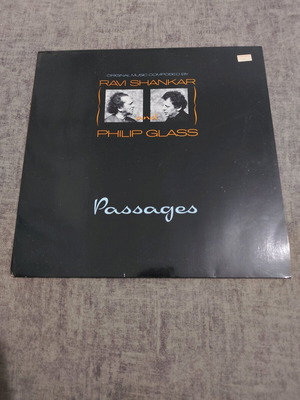 ORIGINAL MUSIC COMPOSED BY
RAVI SHANKAR
AND
PHILIP GLASS
Passages